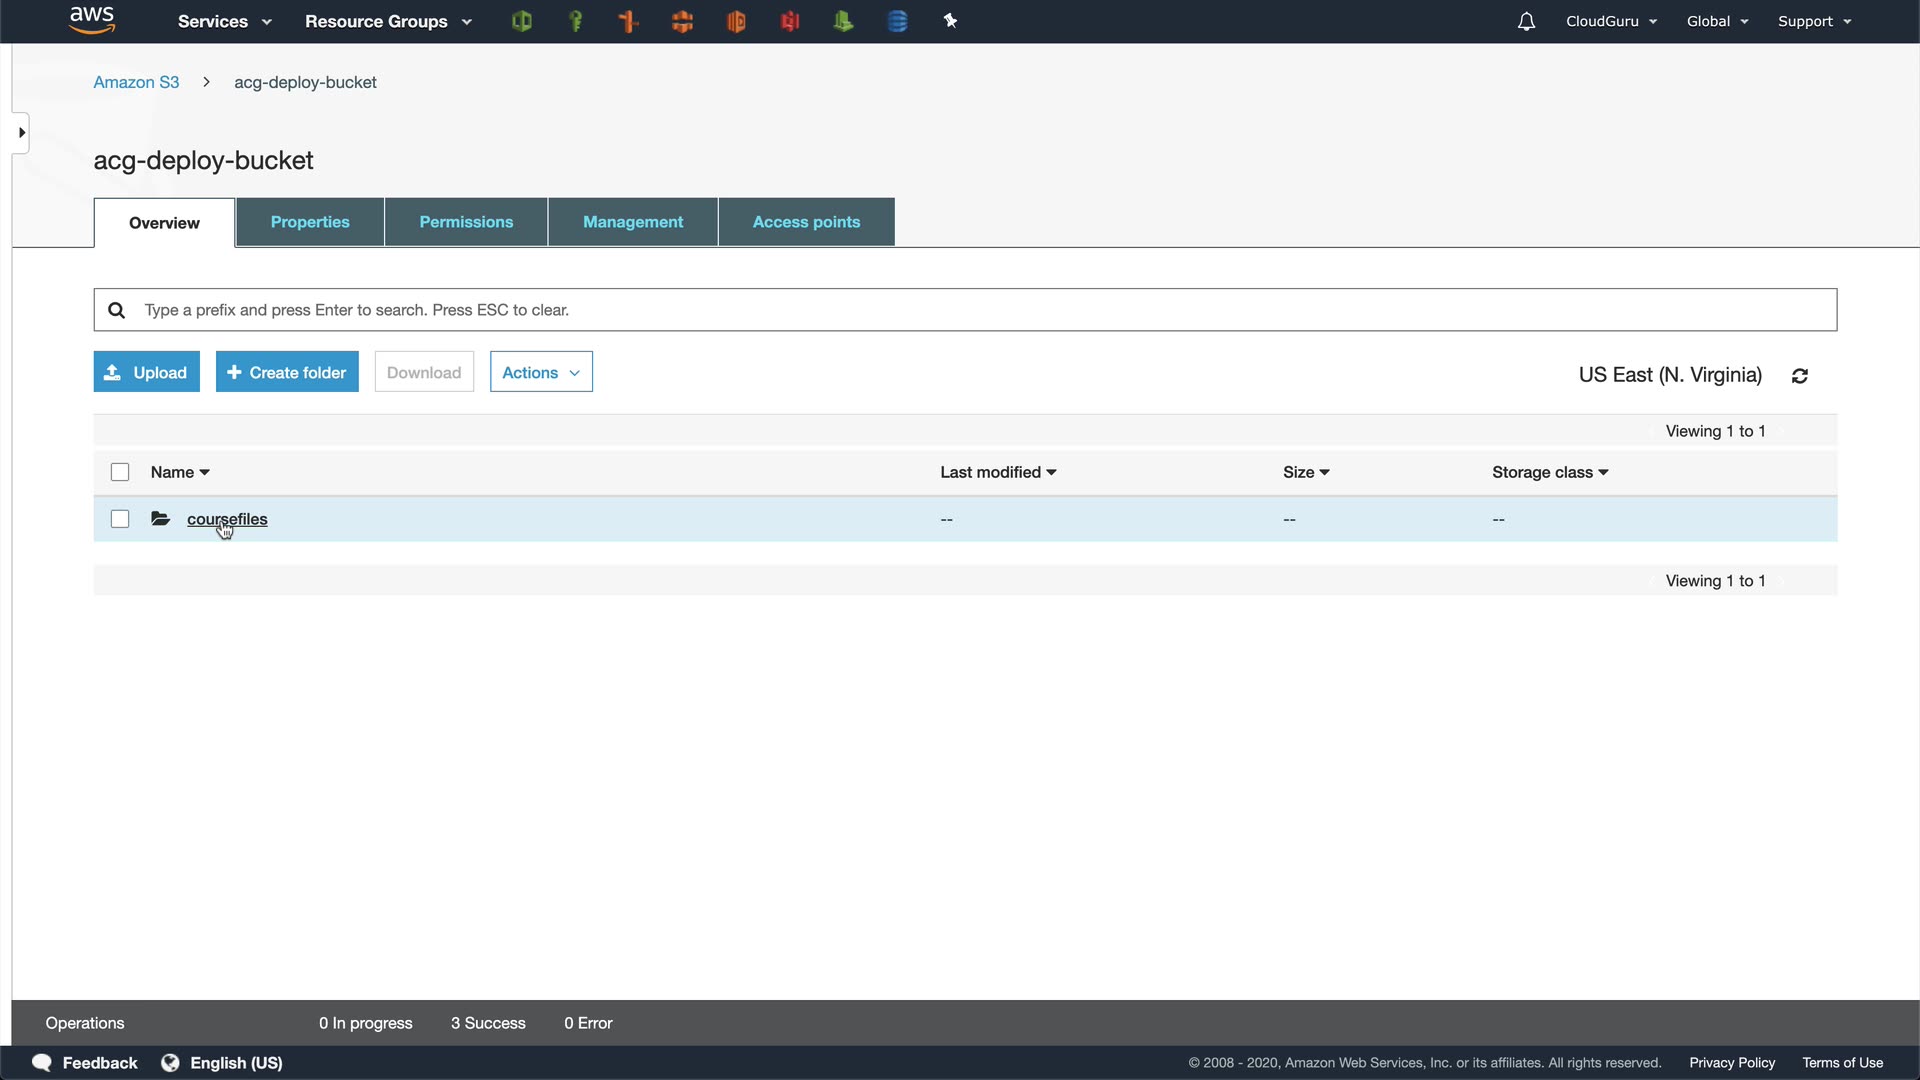 aws Services Resource Groups CloudGuru Global Support
Amazon S3 acg-deploy-bucket
acg-deploy-bucket
Overview Properties Permissions Management Access points
Type a prefix and press Enter to search. Press ESC to clear.
Upload Create folder Download Actions US East (N. Virginia)
Viewing 1 to 1
Name Last modified Size Storage class
coursefiles -- -- --
Viewing 1 to 1
Operations 0 In progress 3 Success 0 Error
Feedback English (US) © 2008 - 2020, Amazon Web Services, Inc. or its affiliates. All rights reserved. Privacy Policy Terms of Use